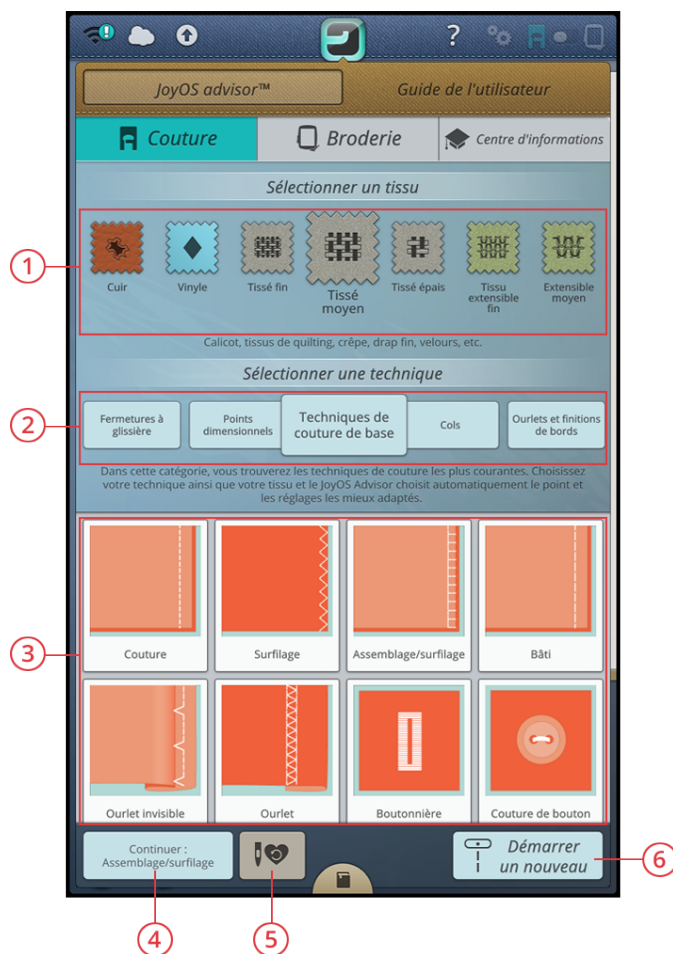 ?
JoyOS advisor™
Guide de l'utilisateur
Couture
Broderie
Centre d'informations
Sélectionner un tissu
1
Cuir
Vinyle
Tissé fin
Tissé
moyen
Tissé épais
Tissu
extensible
fin
Extensible
moyen
Calicot, tissus de quilting, crêpe, drap fin, velours, etc.
Sélectionner une technique
2
Fermetures à
glissière
Points
dimensionnels
Techniques de
couture de base
Cols
Ourlets et finitions
de bords
Dans cette catégorie, vous trouverez les techniques de couture les plus courantes. Choisissez
votre technique ainsi que votre tissu et le JoyOS Advisor choisit automatiquement le point et
les réglages les mieux adaptés.
3
Couture
Surfilage
Assemblage/surfilage
Bâti
Ourlet invisible
Ourlet
Boutonnière
Couture de bouton
Continuer :
Assemblage/surfilage
Démarrer
un nouveau
6
4
5